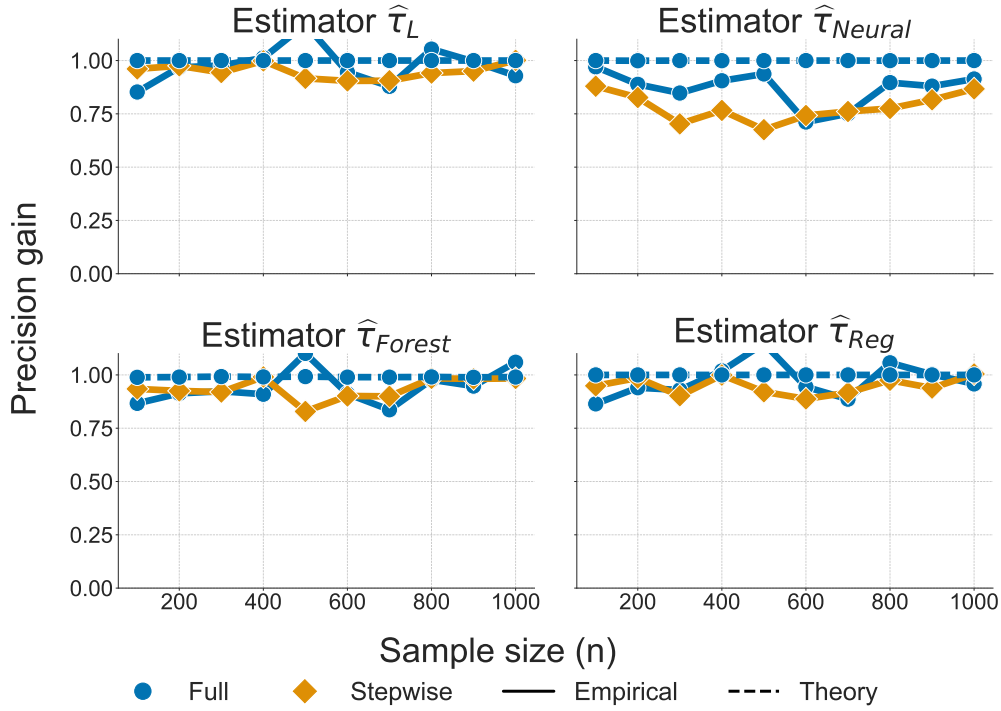 Estimator τ̂_L
Estimator τ̂_Neural
1.00
0.75
0.50
0.25
0.00
Estimator τ̂_Forest
Estimator τ̂_Reg
1.00
0.75
0.50
0.25
0.00
Precision gain
200 400 600 800 1000
200 400 600 800 1000
Sample size (n)
Full Stepwise Empirical Theory